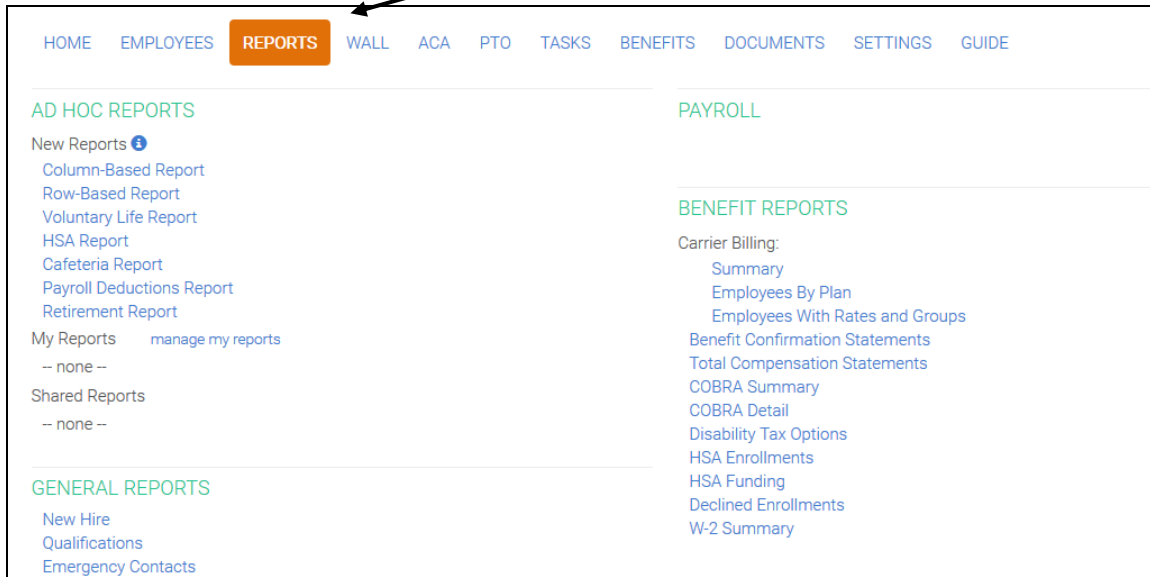 HOME EMPLOYEES REPORTS WALL ACA PTO TASKS BENEFITS DOCUMENTS SETTINGS GUIDE
AD HOC REPORTS
New Reports
Column-Based Report
Row-Based Report
Voluntary Life Report
HSA Report
Cafeteria Report
Payroll Deductions Report
Retirement Report
My Reports manage my reports
-- none --
Shared Reports
-- none --
GENERAL REPORTS
New Hire
Qualifications
Emergency Contacts
PAYROLL
BENEFIT REPORTS
Carrier Billing:
Summary
Employees By Plan
Employees With Rates and Groups
Benefit Confirmation Statements
Total Compensation Statements
COBRA Summary
COBRA Detail
Disability Tax Options
HSA Enrollments
HSA Funding
Declined Enrollments
W-2 Summary